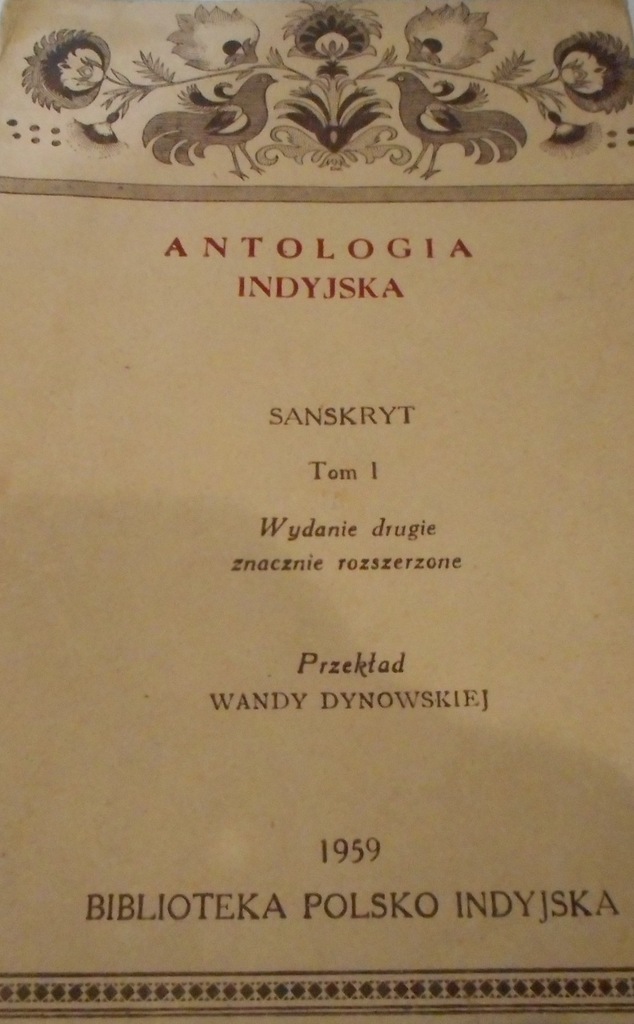 ANTOLOGIA
INDYJSKA
SANSKRYT
Tom I
Wydanie drugie
znacznie rozszerzone
Przekład
WANDY DYNOWSKIEJ
1959
BIBLIOTEKA POLSKO INDYJSKA